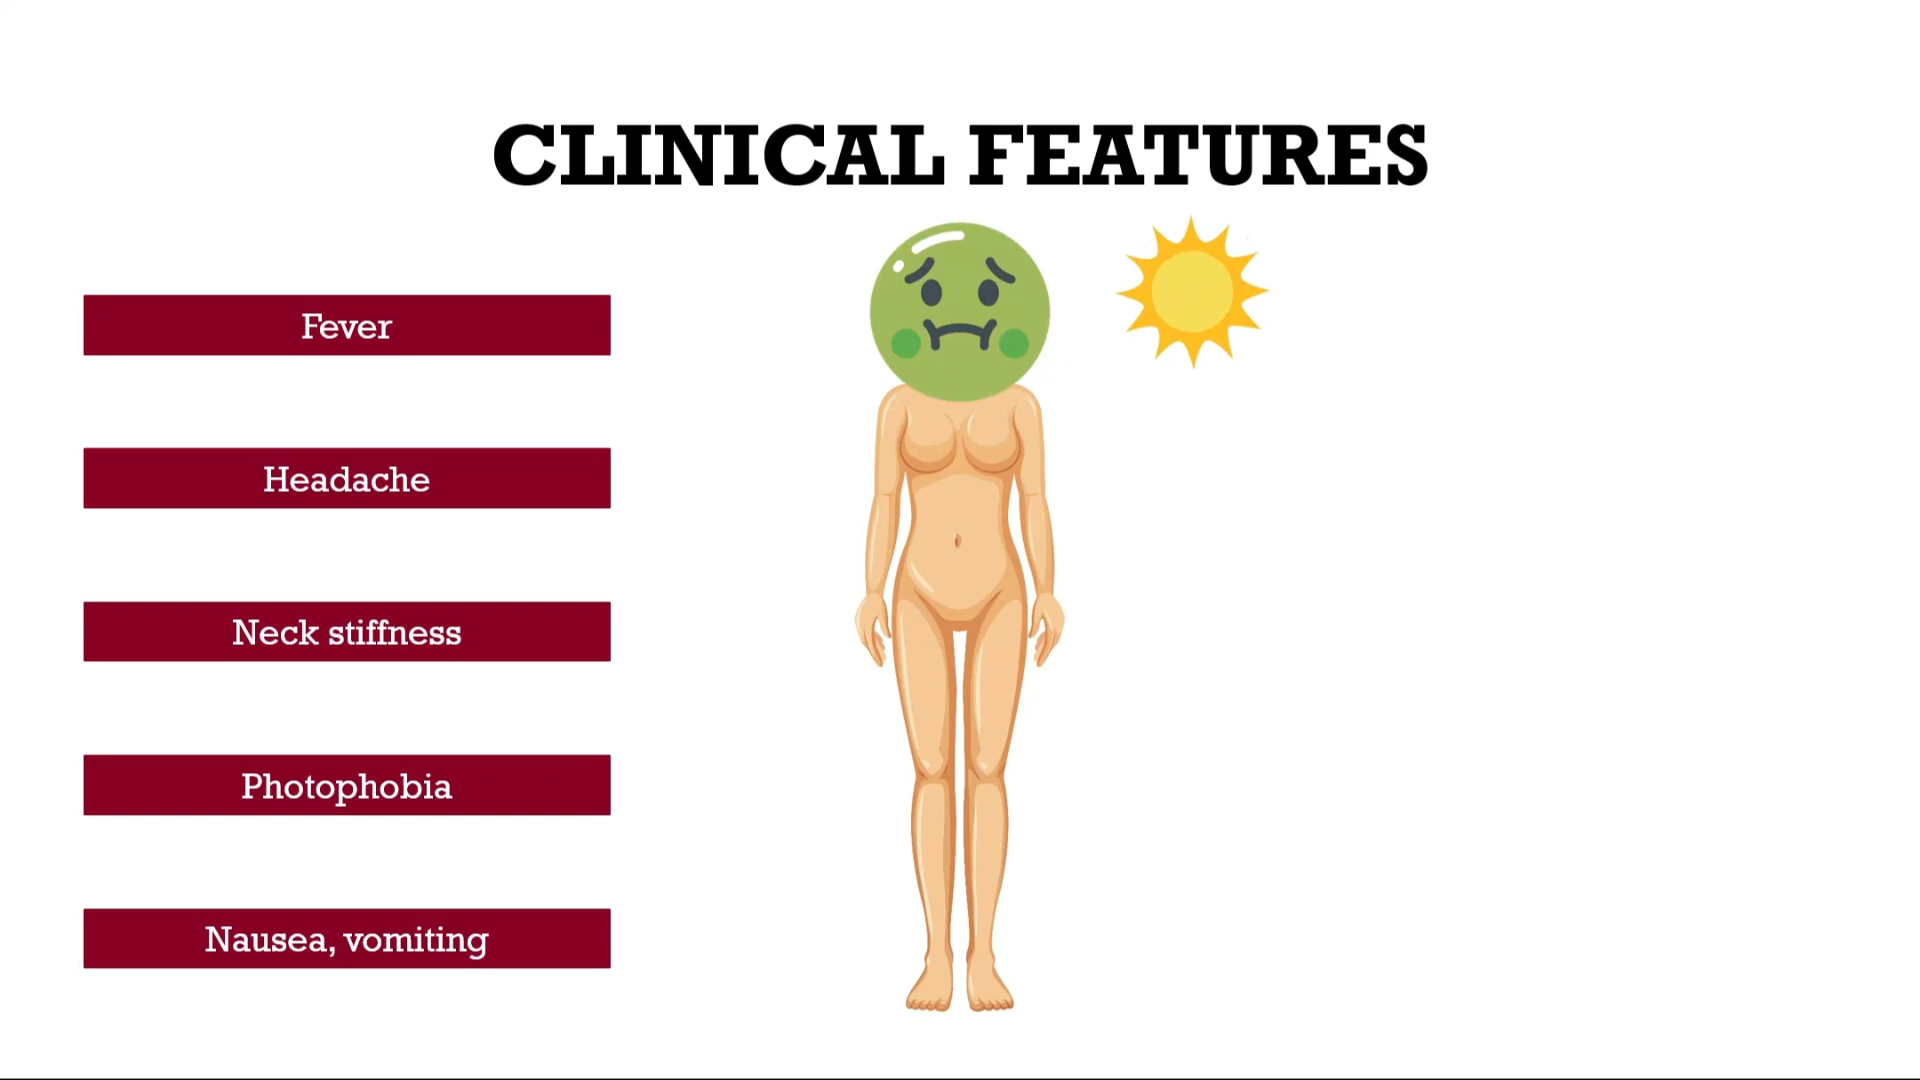 CLINICAL FEATURES
Fever
Headache
Neck stiffness
Photophobia
Nausea, vomiting